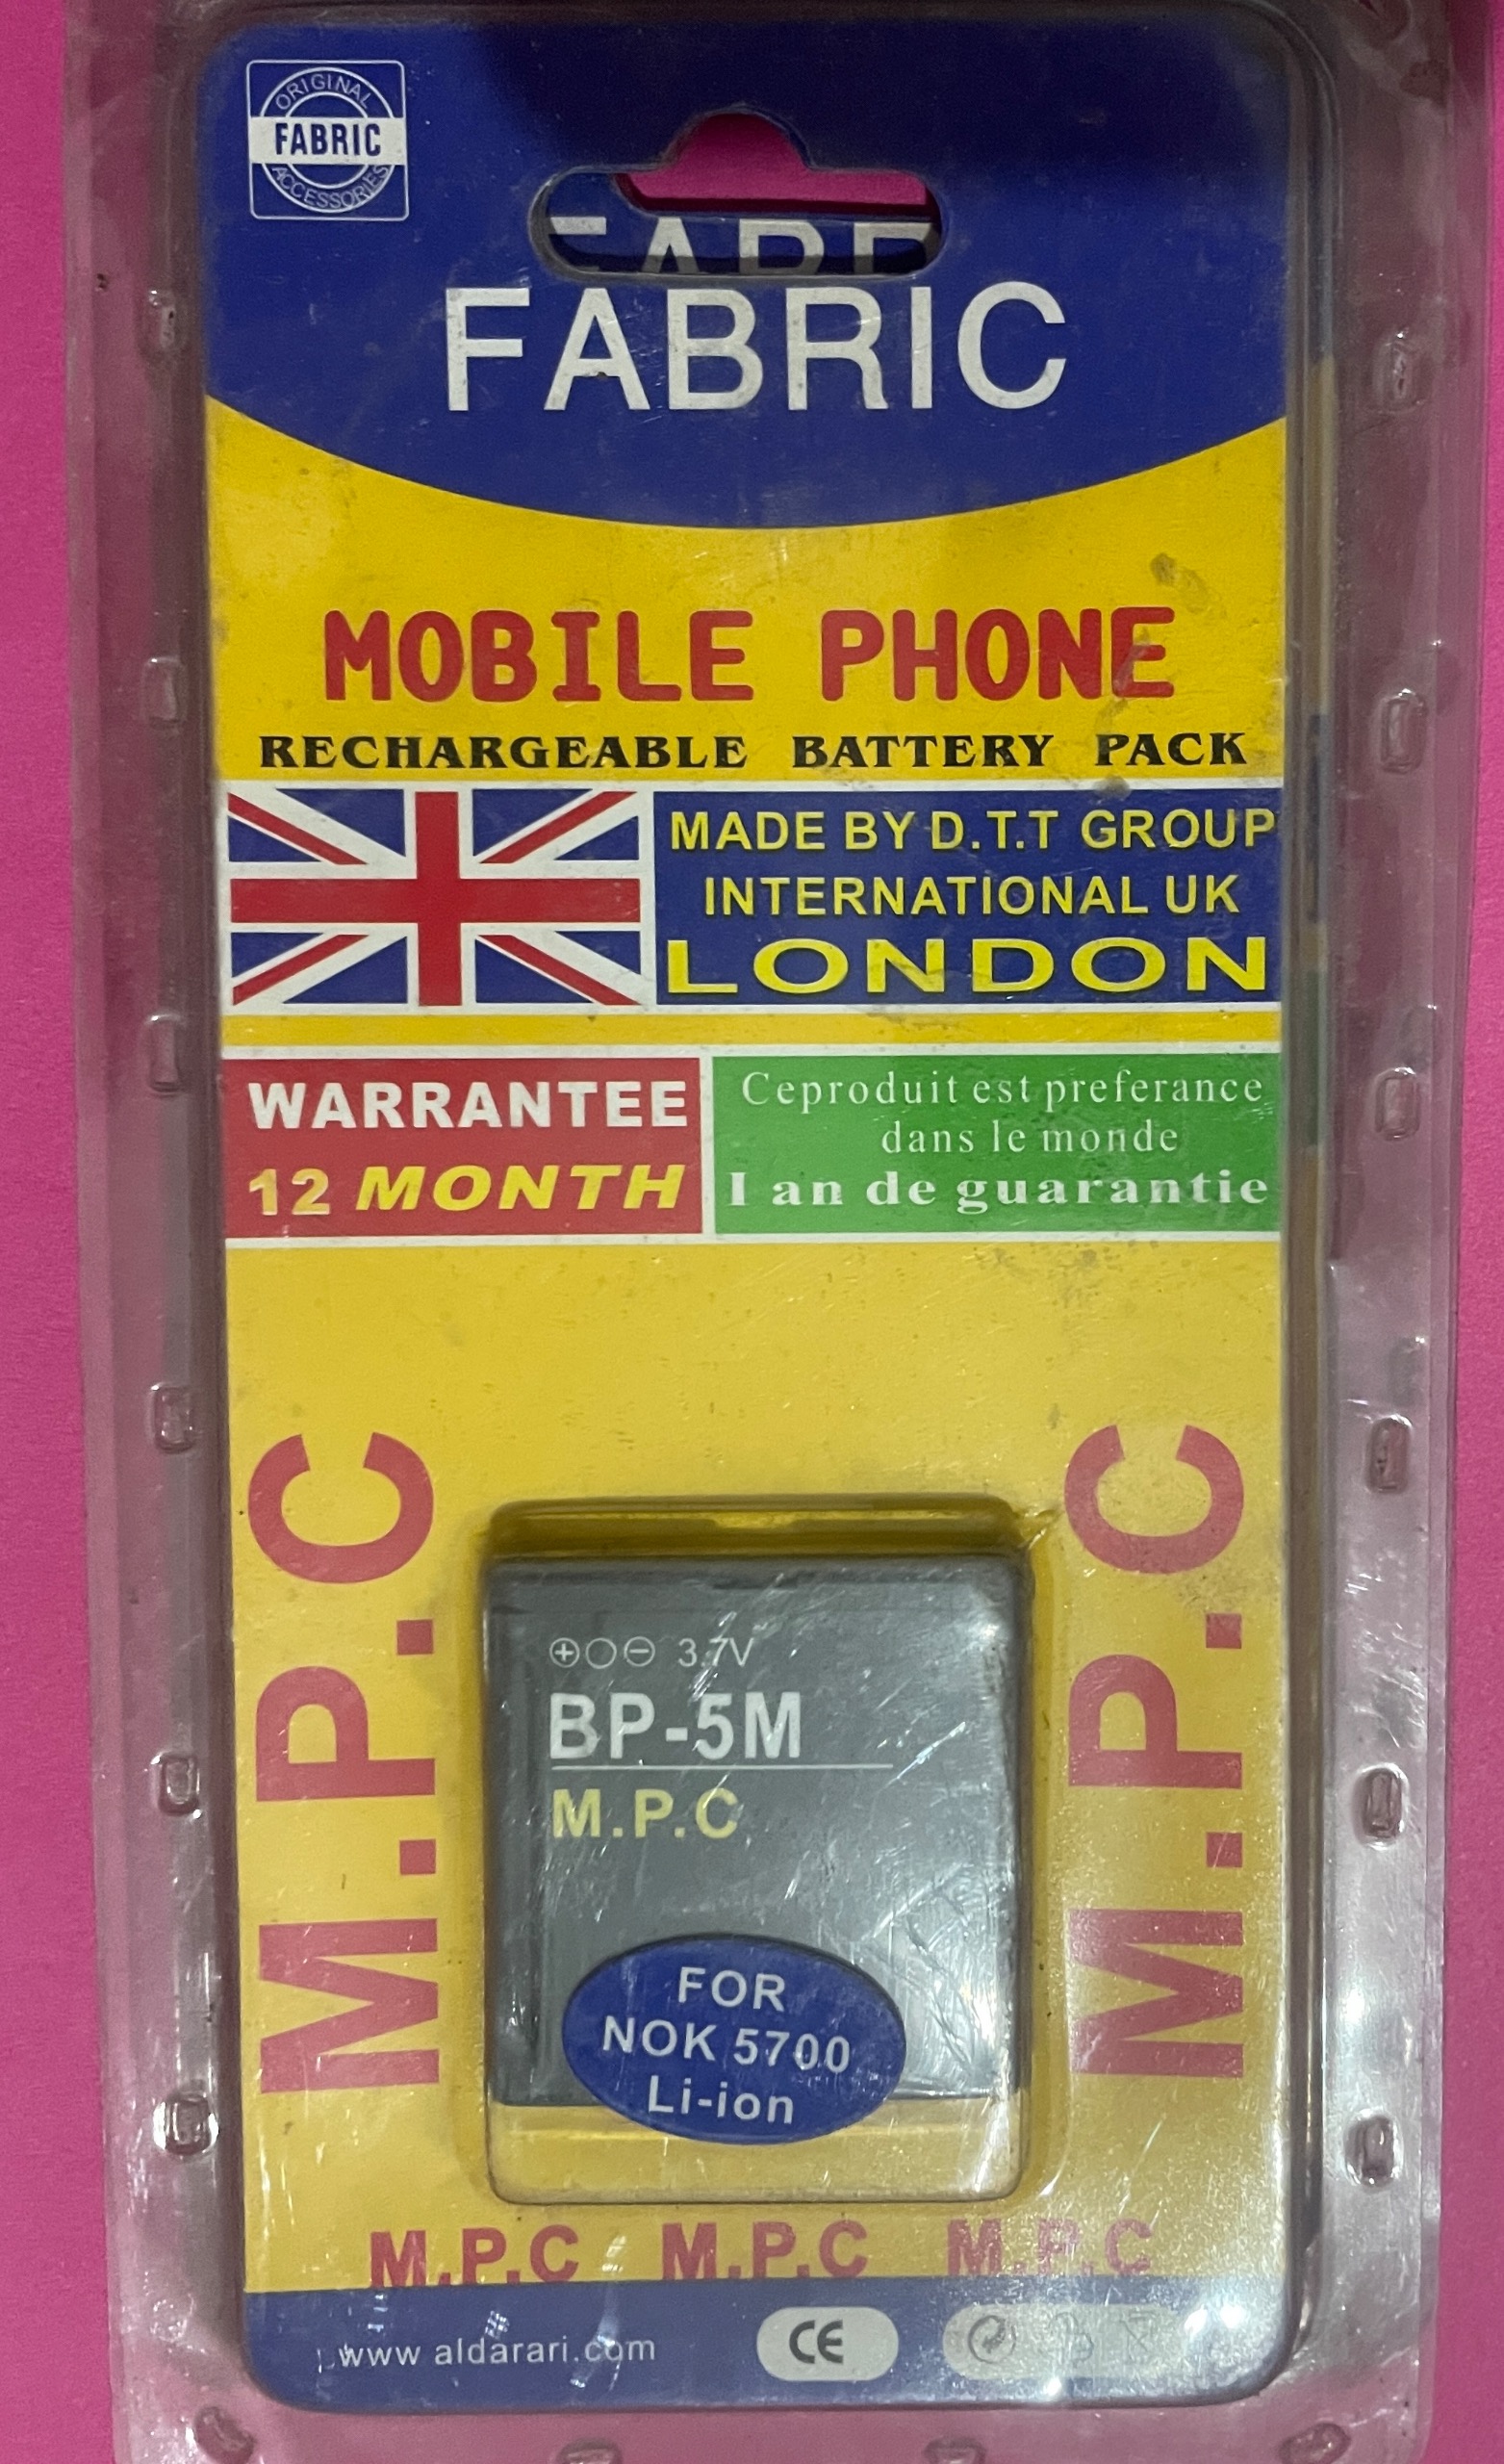 ORIGINAL
FABRIC
ACCESSORIES
FABRIC
MOBILE PHONE
RECHARGEABLE BATTERY PACK
MADE BY D.T.T GROUP
INTERNATIONAL UK
LONDON
WARRANTEE
12 MONTH
Ceproduit est preferance
dans le monde
1 an de guarantie
M.P.C
M.P.C
3.7V
BP-5M
M.P.C
FOR
NOK 5700
Li-ion
M.P.C M.P.C M.P.C
www aldarari.com
CE